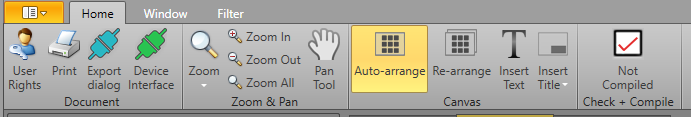 Home Window Filter
User Rights
Print
Export dialog
Device Interface
Document
Zoom
Zoom In
Zoom Out
Zoom All
Pan Tool
Zoom & Pan
Auto-arrange
Re-arrange
Insert Text
Insert Title
Canvas
Not Compiled
Check + Compile